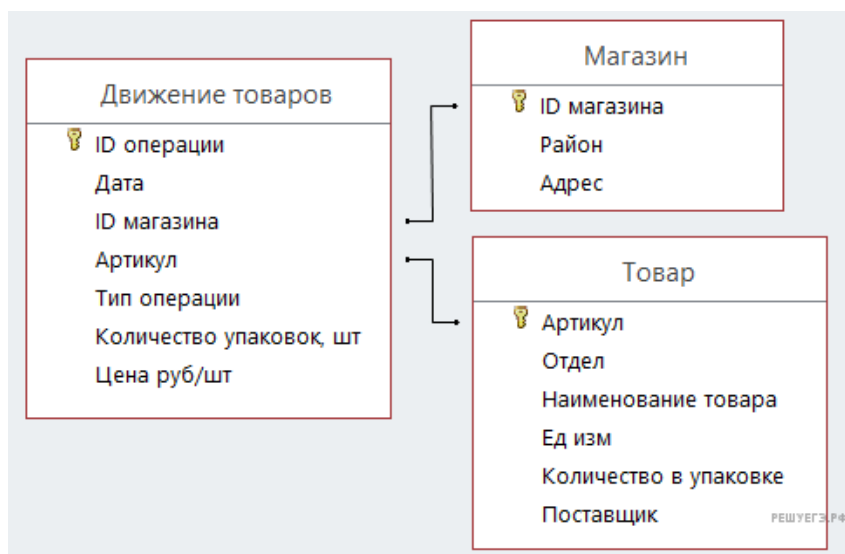 Движение товаров
ID операции
Дата
ID магазина
Артикул
Тип операции
Количество упаковок, шт
Цена руб/шт
Магазин
ID магазина
Район
Адрес
Товар
Артикул
Отдел
Наименование товара
Ед изм
Количество в упаковке
Поставщик
РЕШУЕГЭ.РФ